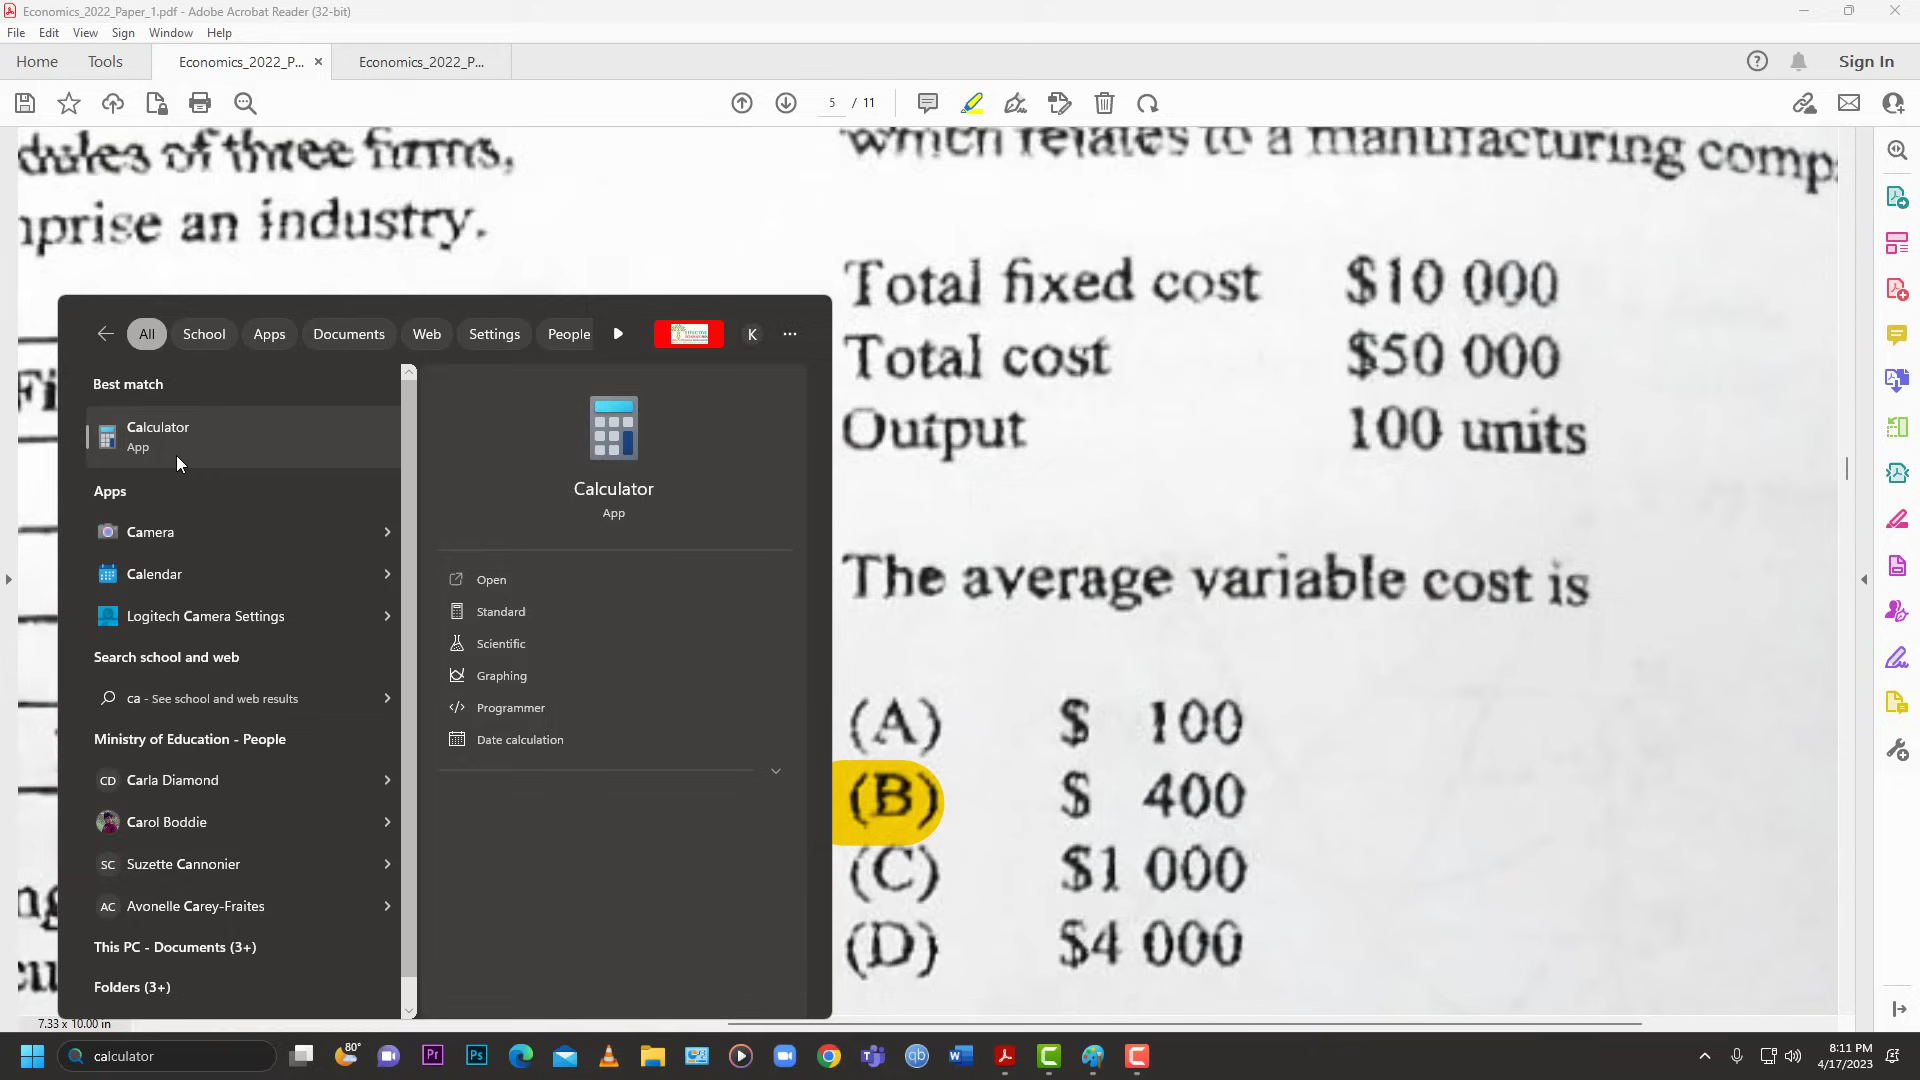 Economics_2022_Paper_1.pdf - Adobe Acrobat Reader (32-bit)
File Edit View Sign Window Help
Home Tools Economics_2022_P... × Economics_2022_P... Sign In
5 / 11
dules of three firms,
nprise an industry.
which relates to a manufacturing comp
Total fixed cost $10 000
Total cost $50 000
Output 100 units
The average variable cost is
(A) $ 100
(B) $ 400
(C) $1 000
(D) $4 000
All School Apps Documents Web Settings People K
Best match
Calculator
App
Apps
Camera
Calendar
Logitech Camera Settings
Search school and web
ca - See school and web results
Ministry of Education - People
CD Carla Diamond
Carol Boddie
SC Suzette Cannonier
AC Avonelle Carey-Fraites
This PC - Documents (3+)
Folders (3+)
Calculator
App
Open
Standard
Scientific
Graphing
Programmer
Date calculation
7.33 x 10.00 in
calculator
80°
8:11 PM
4/17/2023